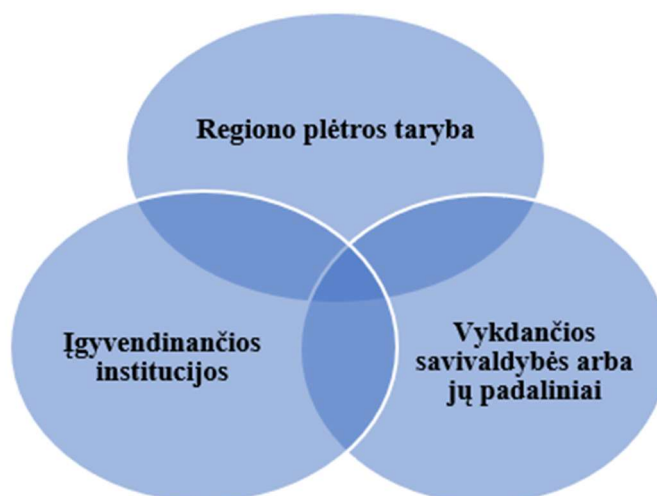 Regiono plėtros taryba
Įgyvendinančios
institucijos
Vykdančios
savivaldybės arba
jų padaliniai